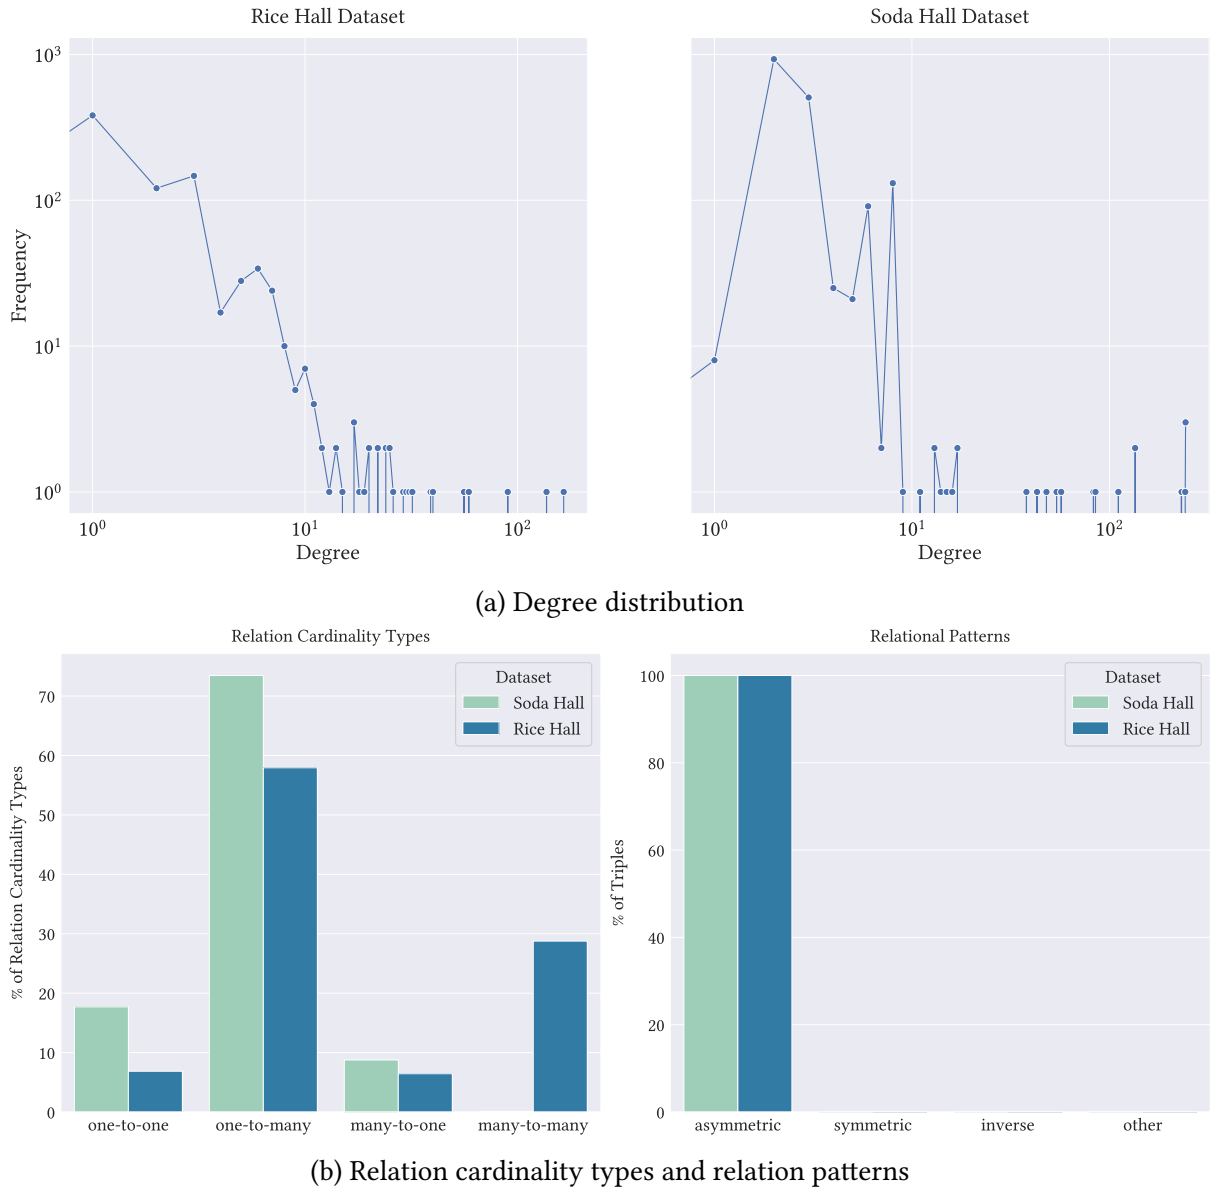 Rice Hall Dataset
Soda Hall Dataset
Frequency
10³
10²
10¹
10⁰
10⁰ 10¹ 10²
Degree
10⁰ 10¹ 10²
Degree
(a) Degree distribution
Relation Cardinality Types
% of Relation Cardinality Types
70
60
50
40
30
20
10
0
Dataset
Soda Hall
Rice Hall
one-to-one one-to-many many-to-one many-to-many
Relational Patterns
% of Triples
100
80
60
40
20
0
Dataset
Soda Hall
Rice Hall
asymmetric symmetric inverse other
(b) Relation cardinality types and relation patterns